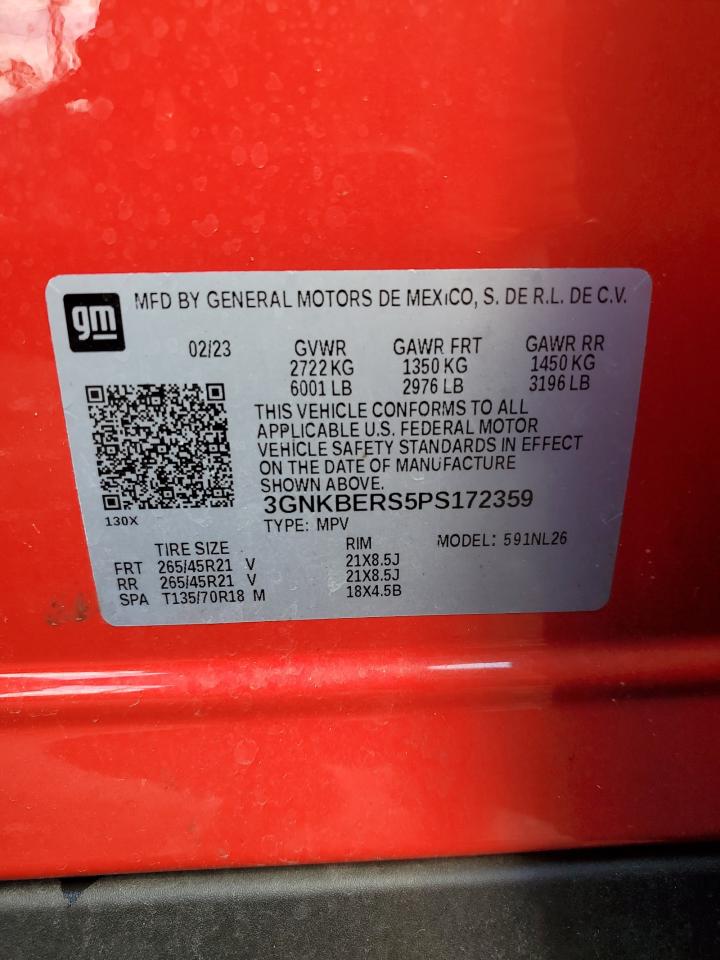 gm MFD BY GENERAL MOTORS DE MEXICO, S. DE R.L. DE C.V.
02/23 GVWR GAWR FRT GAWR RR
2722 KG 1350 KG 1450 KG
6001 LB 2976 LB 3196 LB
THIS VEHICLE CONFORMS TO ALL
APPLICABLE U.S. FEDERAL MOTOR
VEHICLE SAFETY STANDARDS IN EFFECT
ON THE DATE OF MANUFACTURE
SHOWN ABOVE.
3GNKBERS5PS172359
130X
TYPE: MPV
MODEL: 591NL26
TIRE SIZE RIM
FRT 265/45R21 V 21X8.5J
RR 265/45R21 V 21X8.5J
SPA T135/70R18 M 18X4.5B